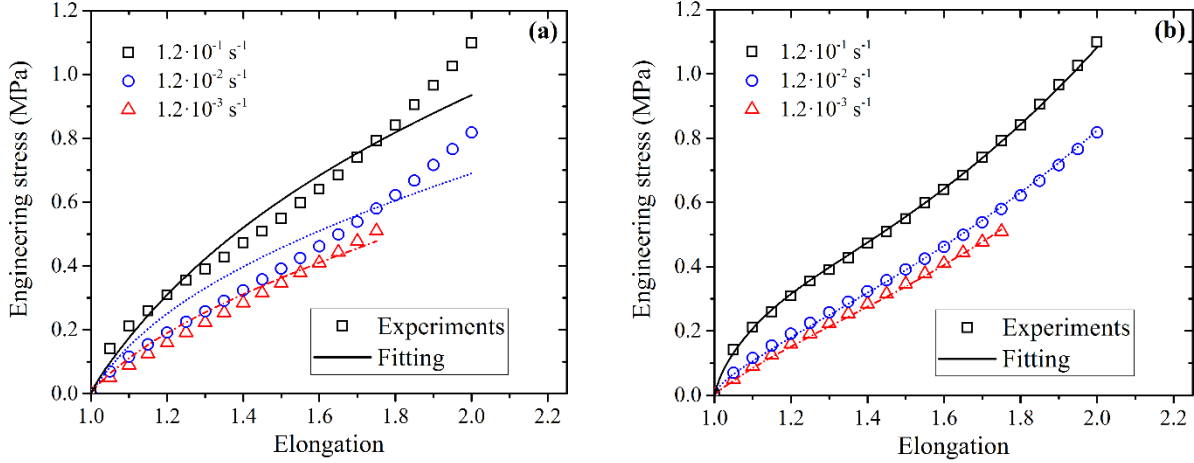 (a)
1.2·10⁻¹ s⁻¹
1.2·10⁻² s⁻¹
1.2·10⁻³ s⁻¹
Experiments
Fitting
Engineering stress (MPa)
1.2
1.0
0.8
0.6
0.4
0.2
0.0
1.0 1.2 1.4 1.6 1.8 2.0 2.2
Elongation
(b)
1.2·10⁻¹ s⁻¹
1.2·10⁻² s⁻¹
1.2·10⁻³ s⁻¹
Experiments
Fitting
Engineering stress (MPa)
1.2
1.0
0.8
0.6
0.4
0.2
0.0
1.0 1.2 1.4 1.6 1.8 2.0 2.2
Elongation